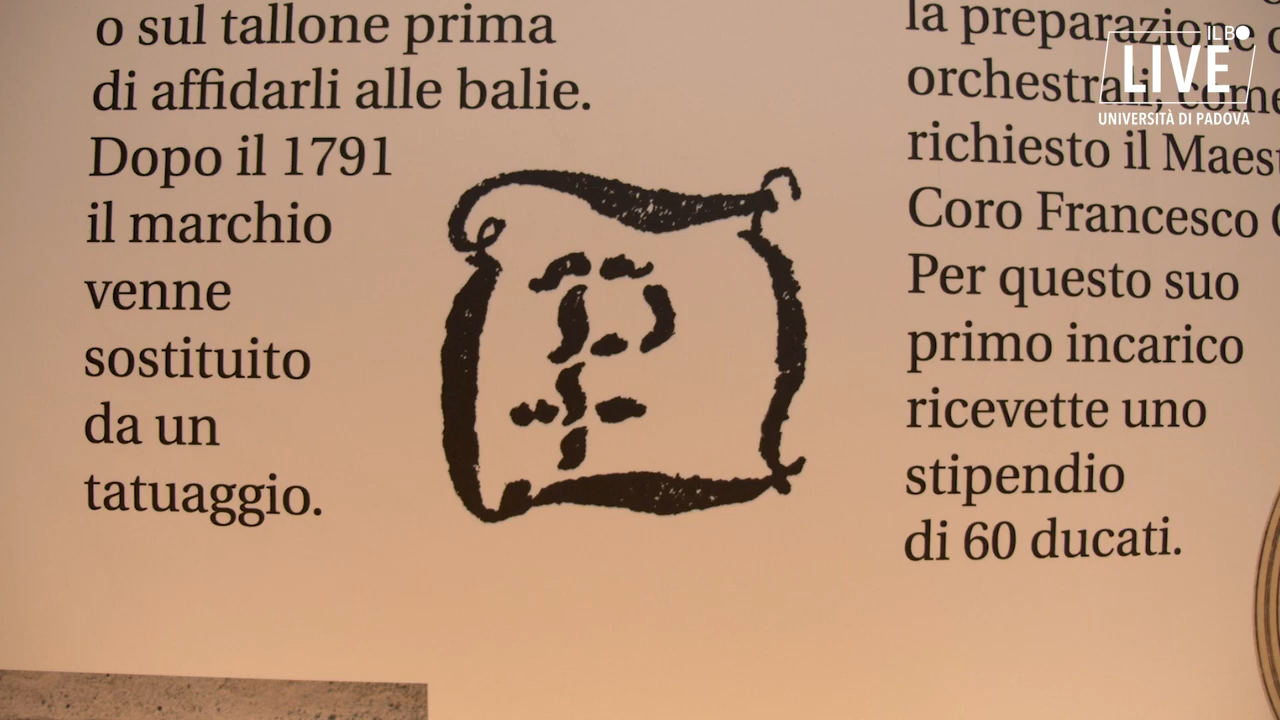 o sul tallone prima
di affidarli alle balie.
Dopo il 1791
il marchio
venne
sostituito
da un
tatuaggio.
P
la preparazione
orchestrali, come
richiesto il
Coro Francesco
Per questo suo
primo incarico
ricevette uno
stipendio
di 60 ducati.
IL BO
LIVE
UNIVERSITÀ DI PADOVA